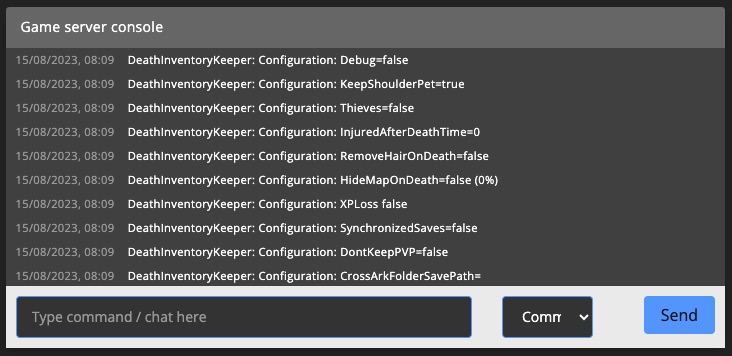 Game server console
15/08/2023, 08:09 DeathInventoryKeeper: Configuration: Debug=false
15/08/2023, 08:09 DeathInventoryKeeper: Configuration: KeepShoulderPet=true
15/08/2023, 08:09 DeathInventoryKeeper: Configuration: Thieves=false
15/08/2023, 08:09 DeathInventoryKeeper: Configuration: InjuredAfterDeathTime=0
15/08/2023, 08:09 DeathInventoryKeeper: Configuration: RemoveHairOnDeath=false
15/08/2023, 08:09 DeathInventoryKeeper: Configuration: HideMapOnDeath=false (0%)
15/08/2023, 08:09 DeathInventoryKeeper: Configuration: XPLoss false
15/08/2023, 08:09 DeathInventoryKeeper: Configuration: SynchronizedSaves=false
15/08/2023, 08:09 DeathInventoryKeeper: Configuration: DontKeepPVP=false
15/08/2023, 08:09 DeathInventoryKeeper: Configuration: CrossArkFolderSavePath=
Type command / chat here Comm Send